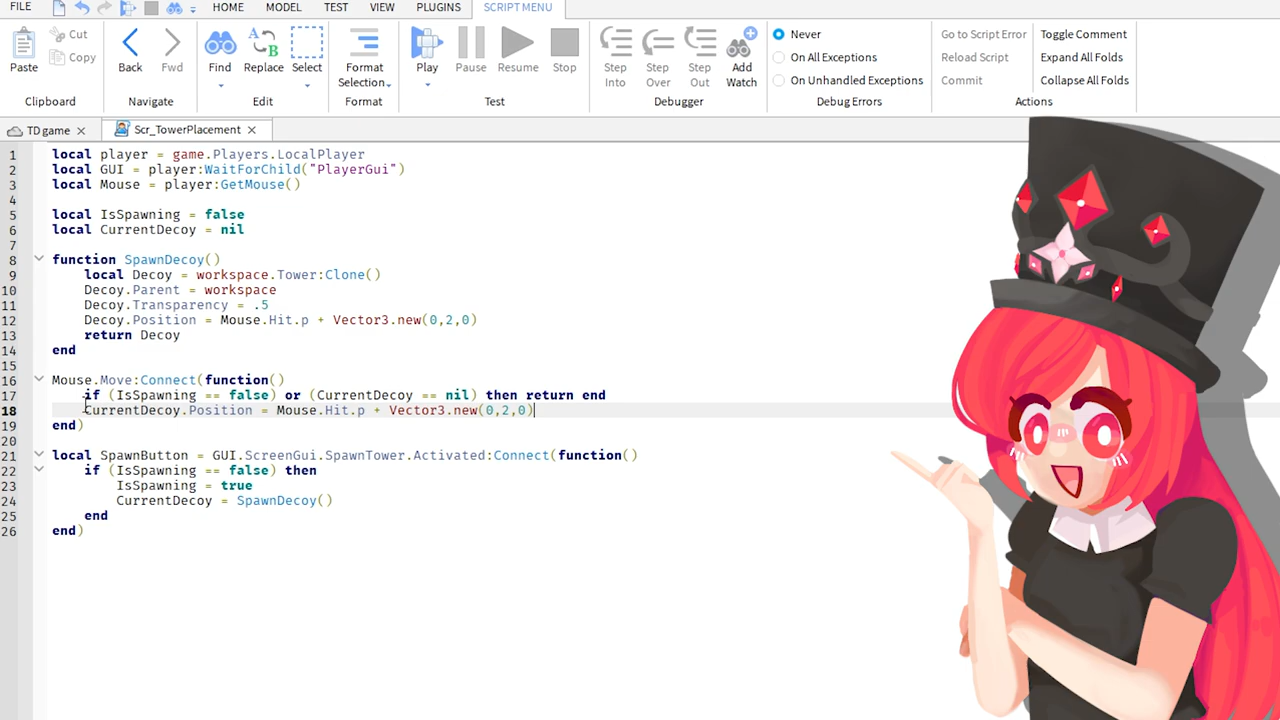 FILE HOME MODEL TEST VIEW PLUGINS SCRIPT MENU
Paste Cut Copy Back Fwd Find Replace Select Format Selection Play Pause Resume Stop Step Into Step Over Step Out Add Watch Never On All Exceptions On Unhandled Exceptions Go to Script Error Reload Script Commit Toggle Comment Expand All Folds Collapse All Folds
Clipboard Navigate Edit Format Test Debugger Debug Errors Actions
TD game Scr_TowerPlacement
1 local player = game.Players.LocalPlayer
2 local GUI = player:WaitForChild("PlayerGui")
3 local Mouse = player:GetMouse()
4
5 local IsSpawning = false
6 local CurrentDecoy = nil
7
8 function SpawnDecoy()
9 local Decoy = workspace.Tower:Clone()
10 Decoy.Parent = workspace
11 Decoy.Transparency = .5
12 Decoy.Position = Mouse.Hit.p + Vector3.new(0,2,0)
13 return Decoy
14 end
15
16 Mouse.Move:Connect(function()
17 if (IsSpawning == false) or (CurrentDecoy == nil) then return end
18 CurrentDecoy.Position = Mouse.Hit.p + Vector3.new(0,2,0)
19 end)
20
21 local SpawnButton = GUI.ScreenGui.SpawnTower.Activated:Connect(function()
22 if (IsSpawning == false) then
23 IsSpawning = true
24 CurrentDecoy = SpawnDecoy()
25 end
26 end)